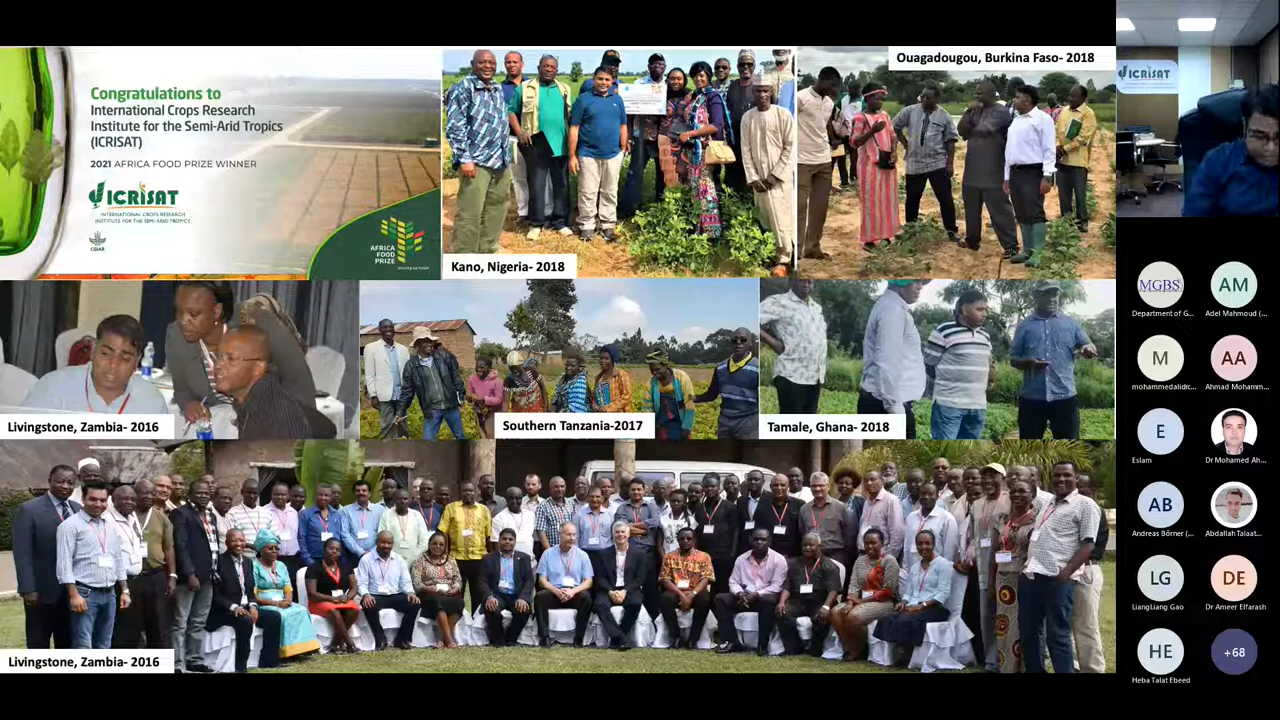 Congratulations to
International Crops Research
Institute for the Semi-Arid Tropics
(ICRISAT)
2021 AFRICA FOOD PRIZE WINNER
ICRISAT
INTERNATIONAL CROPS RESEARCH
INSTITUTE FOR THE SEMI-ARID TROPICS
CGIAR
AFRICA
FOOD
PRIZE
Kano, Nigeria- 2018
Ouagadougou, Burkina Faso- 2018
Livingstone, Zambia- 2016
Southern Tanzania-2017
Tamale, Ghana- 2018
Livingstone, Zambia- 2016
ICRISAT
MGBS
Department of G...
AM
Adel Mahmoud (...
M
mohammedalidr...
AA
Ahmad Mohamm...
E
Eslam
Dr Mohamed Ah...
AB
Andreas Börner (...
AbdallahTalaat...
LG
LiangLiang Gao
DE
Dr Ameer Elfarash
HE
Heba Talat Ebeed
+68